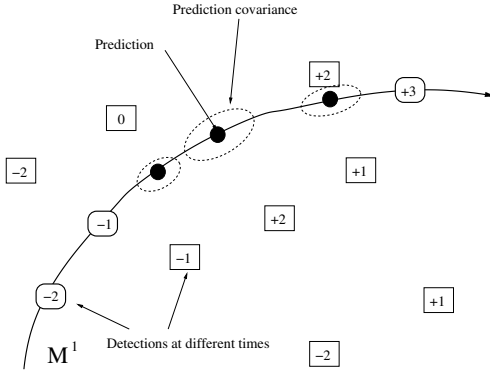 Prediction covariance
Prediction
+2
+3
0
−2
+1
−1
+2
−1
−2
+1
M¹
Detections at different times
−2